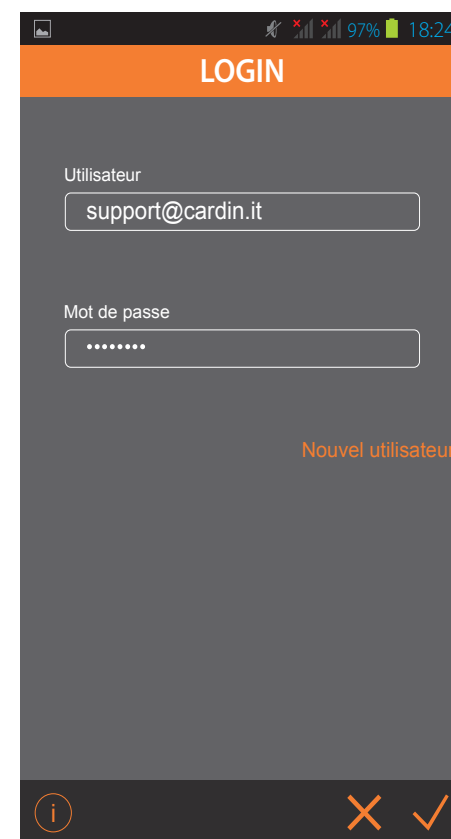 97% 18:24
LOGIN
Utilisateur
support@cardin.it
Mot de passe
••••••••
Nouvel utilisateur
i